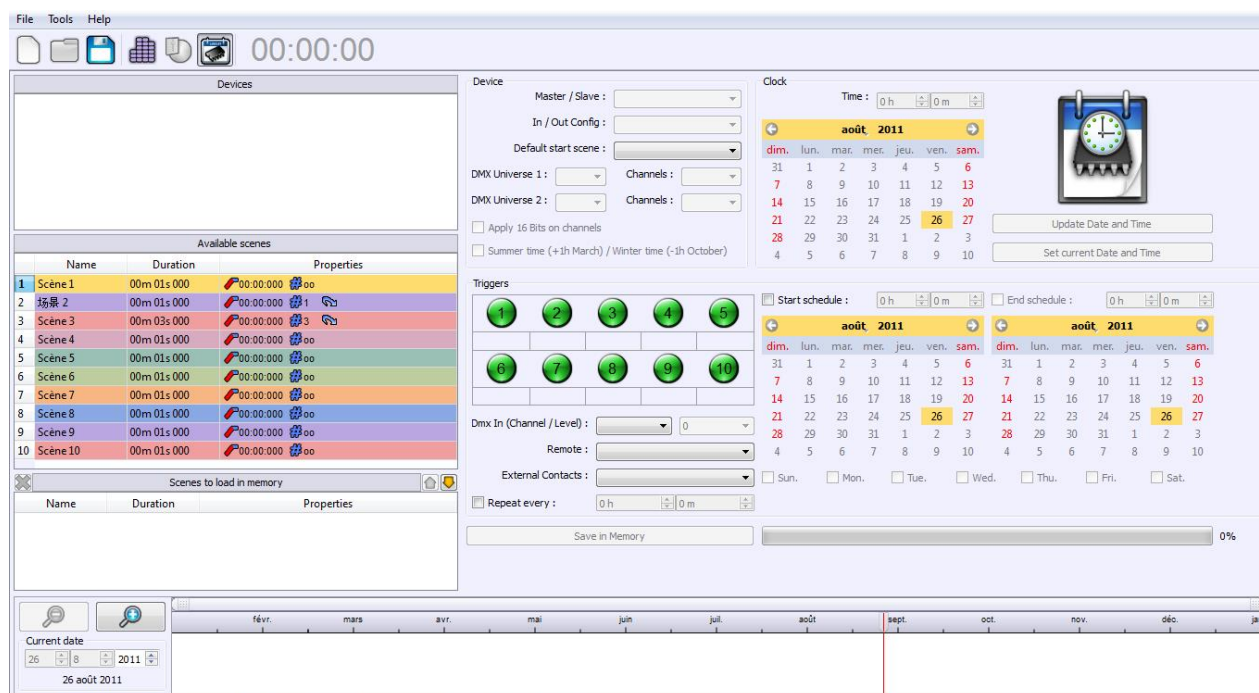 File Tools Help
00:00:00
Devices
Available scenes
Name Duration Properties
1 Scène 1 00m 01s 000 00:00:000 oo
2 场景 2 00m 01s 000 00:00:000 1
3 Scène 3 00m 03s 000 00:00:000 3
4 Scène 4 00m 01s 000 00:00:000 oo
5 Scène 5 00m 01s 000 00:00:000 oo
6 Scène 6 00m 01s 000 00:00:000 oo
7 Scène 7 00m 01s 000 00:00:000 oo
8 Scène 8 00m 01s 000 00:00:000 oo
9 Scène 9 00m 01s 000 00:00:000 oo
10 Scène 10 00m 01s 000 00:00:000 oo
Scenes to load in memory
Name Duration Properties
Device
Master / Slave :
In / Out Config :
Default start scene :
DMX Universe 1 : Channels :
DMX Universe 2 : Channels :
Apply 16 Bits on channels
Summer time (+1h March) / Winter time (-1h October)
Clock
Time : 0 h 0 m
août, 2011
dim. lun. mar. mer. jeu. ven. sam.
31 1 2 3 4 5 6
7 8 9 10 11 12 13
14 15 16 17 18 19 20
21 22 23 24 25 26 27
28 29 30 31 1 2 3
4 5 6 7 8 9 10
Update Date and Time
Set current Date and Time
Triggers
1 2 3 4 5
6 7 8 9 10
Dmx In (Channel / Level) : 0
Remote :
External Contacts :
Repeat every : 0 h 0 m
Start schedule : 0 h 0 m
août, 2011
dim. lun. mar. mer. jeu. ven. sam.
31 1 2 3 4 5 6
7 8 9 10 11 12 13
14 15 16 17 18 19 20
21 22 23 24 25 26 27
28 29 30 31 1 2 3
4 5 6 7 8 9 10
End schedule : 0 h 0 m
août, 2011
dim. lun. mar. mer. jeu. ven. sam.
31 1 2 3 4 5 6
7 8 9 10 11 12 13
14 15 16 17 18 19 20
21 22 23 24 25 26 27
28 29 30 31 1 2 3
4 5 6 7 8 9 10
Sun. Mon. Tue. Wed. Thu. Fri. Sat.
Save in Memory
0%
févr. mars avr. mai juin juil. août sept. oct. nov. déc. ja
Current date
26 8 2011
26 août 2011